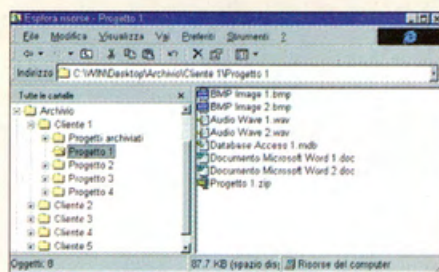 Esplora risorse - Progetto 1
File Modifica Visualizza Vai Preferiti Strumenti ?
Indirizzo C:\WIN\Desktop\Archivio\Cliente 1\Progetto 1
Tutte le cartelle
Archivio
Cliente 1
Progetti archiviati
Progetto 1
Progetto 2
Progetto 3
Progetto 4
Cliente 2
Cliente 3
Cliente 4
Cliente 5
BMP Image 1.bmp
BMP Image 2.bmp
Audio Wave 1.wav
Audio Wave 2.wav
Database Access 1.mdb
Documento Microsoft Word 1.doc
Documento Microsoft Word 2.doc
Progetto 1.zip
Oggetti: 8 87.7 KB (spazio dis Risorse del computer